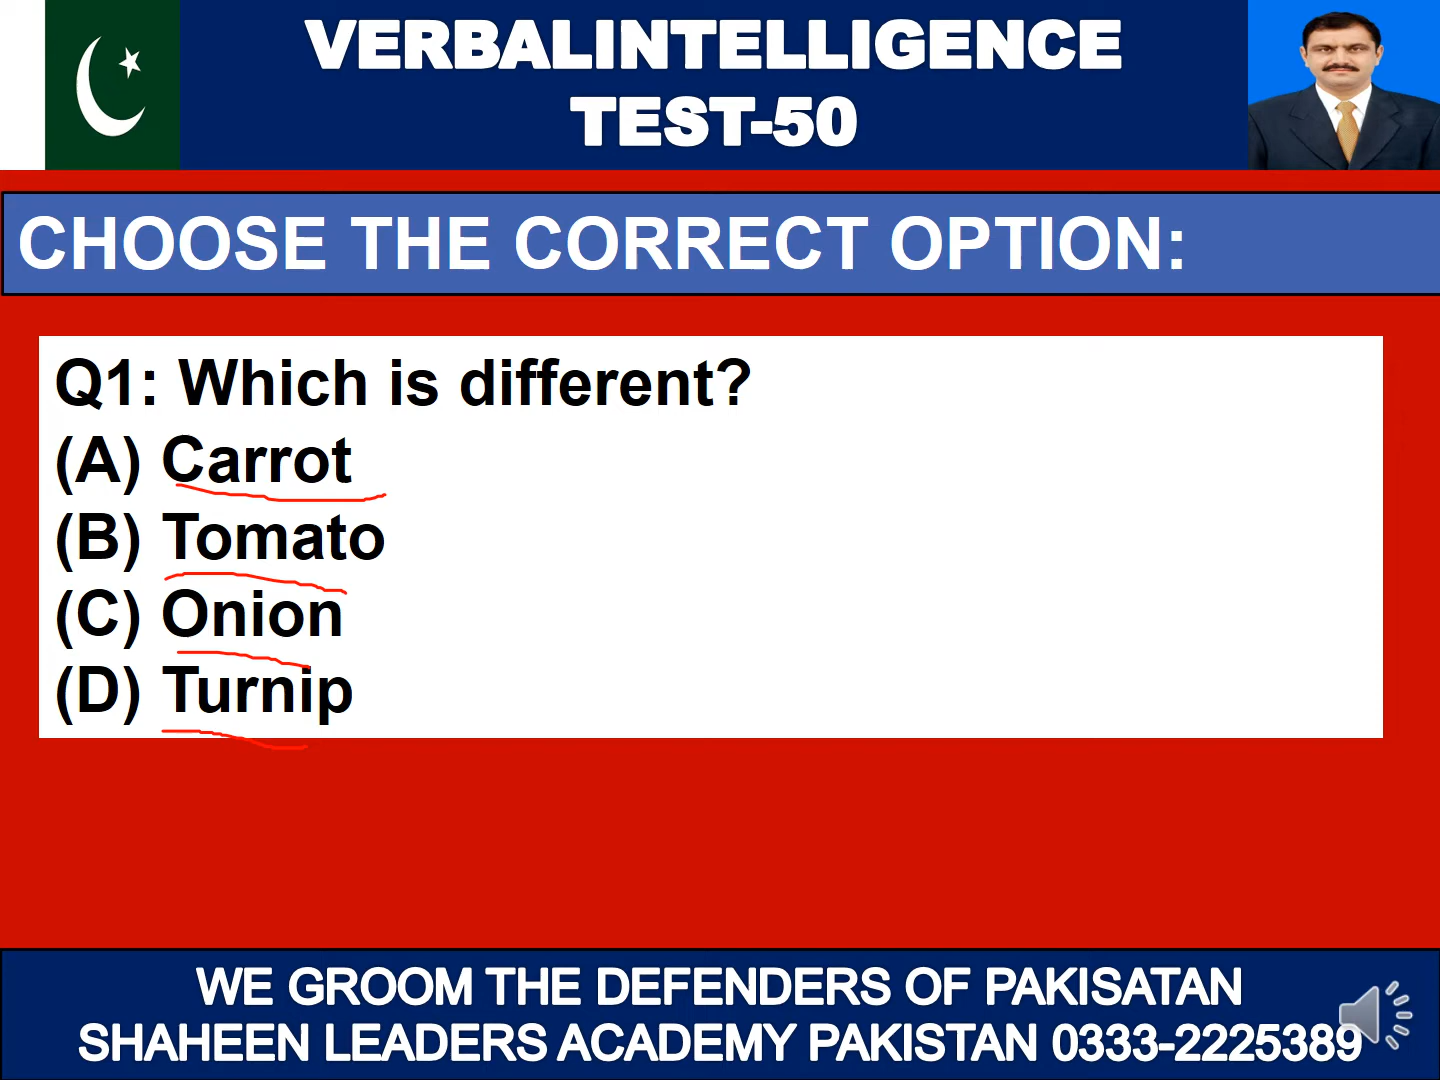 VERBALINTELLIGENCE
TEST-50
CHOOSE THE CORRECT OPTION:
Q1: Which is different?
(A) Carrot
(B) Tomato
(C) Onion
(D) Turnip
WE GROOM THE DEFENDERS OF PAKISATAN
SHAHEEN LEADERS ACADEMY PAKISTAN 0333-2225389